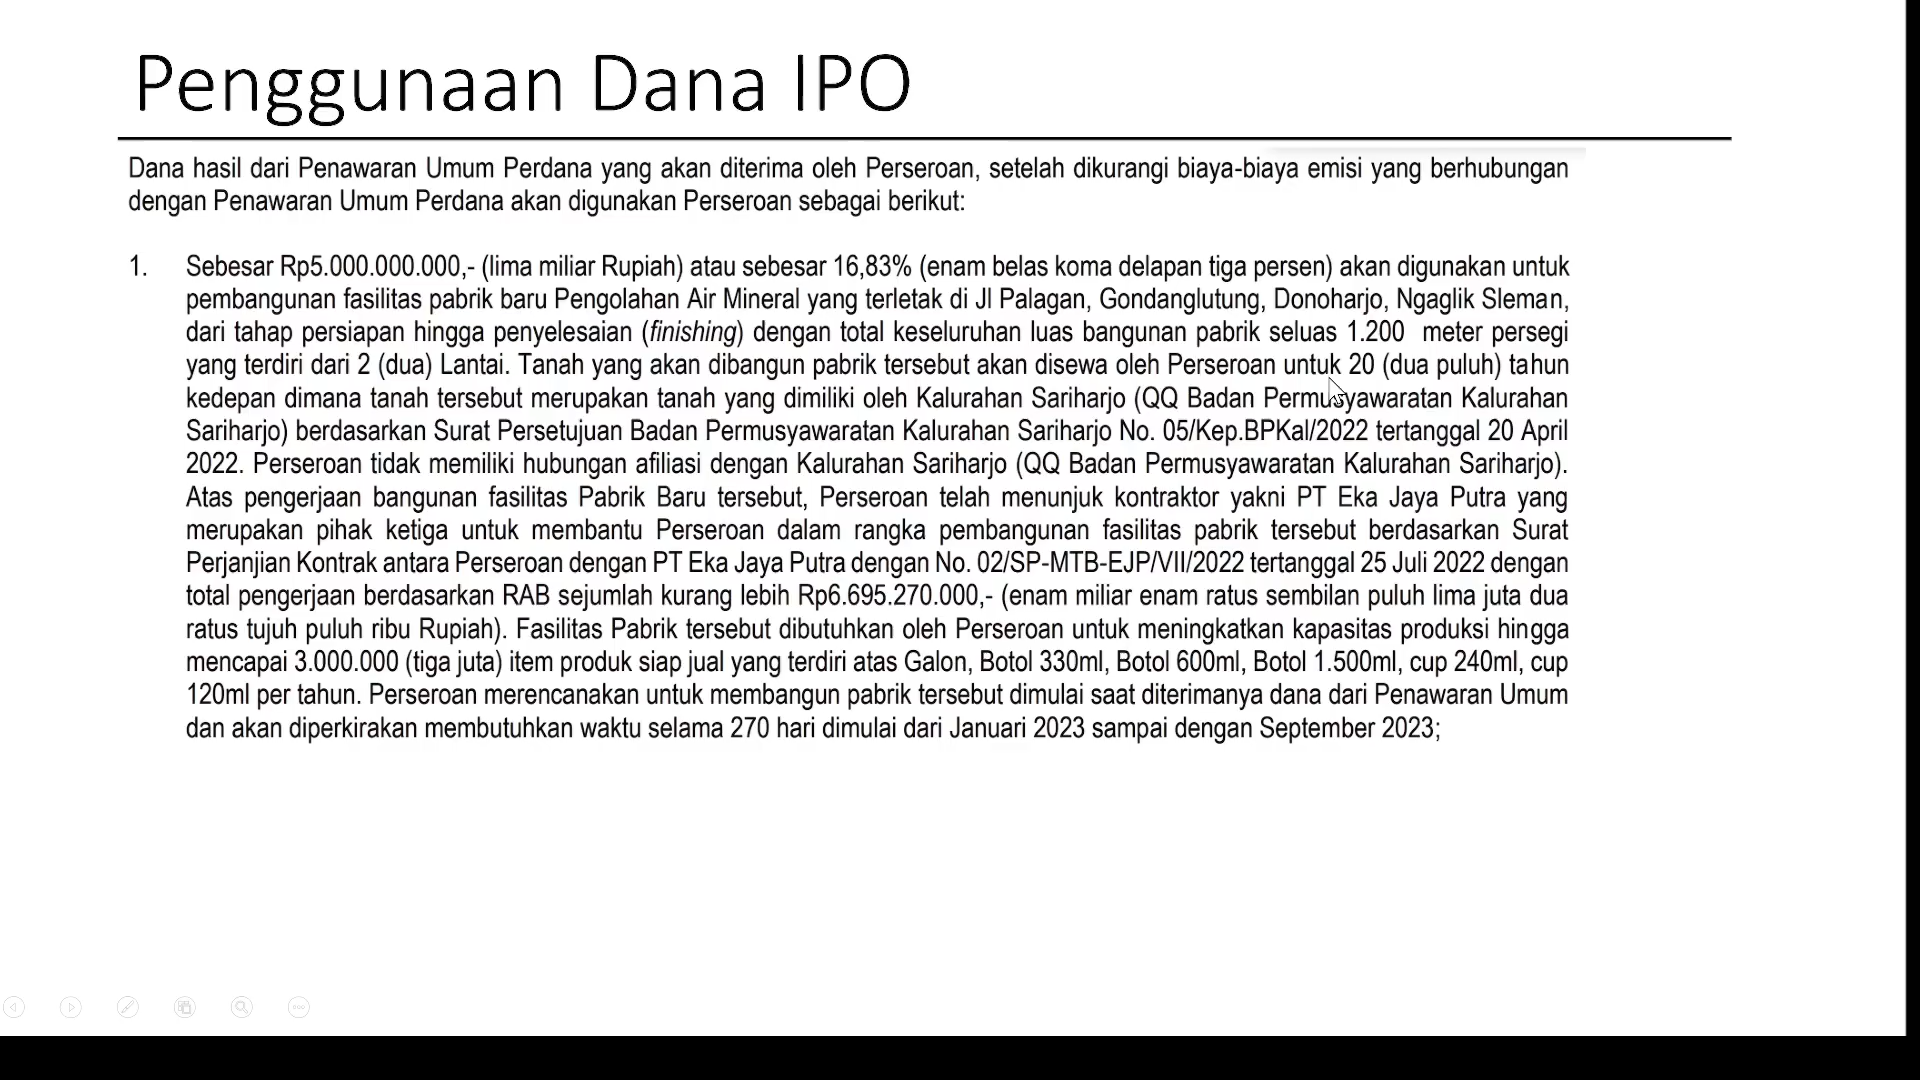 Penggunaan Dana IPO
Dana hasil dari Penawaran Umum Perdana yang akan diterima oleh Perseroan, setelah dikurangi biaya-biaya emisi yang berhubungan
dengan Penawaran Umum Perdana akan digunakan Perseroan sebagai berikut:
1. Sebesar Rp5.000.000.000,- (lima miliar Rupiah) atau sebesar 16,83% (enam belas koma delapan tiga persen) akan digunakan untuk
pembangunan fasilitas pabrik baru Pengolahan Air Mineral yang terletak di Jl Palagan, Gondanglutung, Donoharjo, Ngaglik Sleman,
dari tahap persiapan hingga penyelesaian (finishing) dengan total keseluruhan luas bangunan pabrik seluas 1.200 meter persegi
yang terdiri dari 2 (dua) Lantai. Tanah yang akan dibangun pabrik tersebut akan disewa oleh Perseroan untuk 20 (dua puluh) tahun
kedepan dimana tanah tersebut merupakan tanah yang dimiliki oleh Kalurahan Sariharjo (QQ Badan Permusyawaratan Kalurahan
Sariharjo) berdasarkan Surat Persetujuan Badan Permusyawaratan Kalurahan Sariharjo No. 05/Kep.BPKal/2022 tertanggal 20 April
2022. Perseroan tidak memiliki hubungan afiliasi dengan Kalurahan Sariharjo (QQ Badan Permusyawaratan Kalurahan Sariharjo).
Atas pengerjaan bangunan fasilitas Pabrik Baru tersebut, Perseroan telah menunjuk kontraktor yakni PT Eka Jaya Putra yang
merupakan pihak ketiga untuk membantu Perseroan dalam rangka pembangunan fasilitas pabrik tersebut berdasarkan Surat
Perjanjian Kontrak antara Perseroan dengan PT Eka Jaya Putra dengan No. 02/SP-MTB-EJP/VII/2022 tertanggal 25 Juli 2022 dengan
total pengerjaan berdasarkan RAB sejumlah kurang lebih Rp6.695.270.000,- (enam miliar enam ratus sembilan puluh lima juta dua
ratus tujuh puluh ribu Rupiah). Fasilitas Pabrik tersebut dibutuhkan oleh Perseroan untuk meningkatkan kapasitas produksi hingga
mencapai 3.000.000 (tiga juta) item produk siap jual yang terdiri atas Galon, Botol 330ml, Botol 600ml, Botol 1.500ml, cup 240ml, cup
120ml per tahun. Perseroan merencanakan untuk membangun pabrik tersebut dimulai saat diterimanya dana dari Penawaran Umum
dan akan diperkirakan membutuhkan waktu selama 270 hari dimulai dari Januari 2023 sampai dengan September 2023;